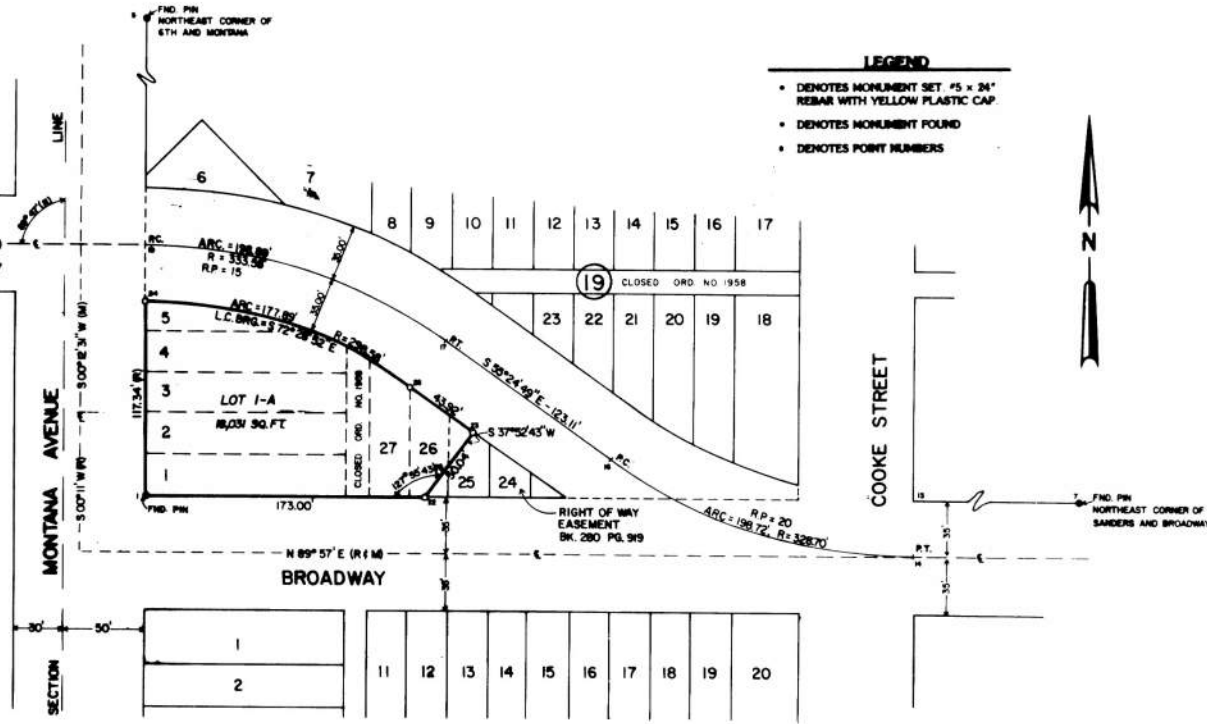 FND. PIN
NORTHEAST CORNER OF
6TH AND MONTANA
LEGEND
DENOTES MONUMENT SET. #5 x 24"
REBAR WITH YELLOW PLASTIC CAP.
DENOTES MONUMENT FOUND
DENOTES POINT NUMBERS
N
LINE
6
7
8
9
10
11
12
13
14
15
16
17
P.C.
R = 333.58'
R.P. = 15
35.00'
35.00'
19
CLOSED ORD. NO. 1958
23
22
21
20
19
18
ARC = 177.89'
L.C. BRG. = S 72° 28' 52" E
P.T.
S 55° 24' 49" E - 123.11'
P.C.
5
4
3
2
1
LOT 1-A
18,031 SQ. FT.
CLOSED ORD. NO. 1958
43.92'
S 37° 52' 43" W
50.04'
27
26
25
24
117.34' (R)
S 00° 12' 31" W (M)
S 00° 11' W (R)
MONTANA AVENUE
FND. PIN
173.00'
RIGHT OF WAY
EASEMENT
BK. 280 PG. 919
R.P. = 20
ARC = 198.72', R = 328.70'
COOKE STREET
13
7
FND. PIN
NORTHEAST CORNER OF
SANDERS AND BROADWAY
35'
P.T.
14
35'
N 89° 57' E (R & M)
BROADWAY
30'
50'
SECTION
1
2
11
12
13
14
15
16
17
18
19
20